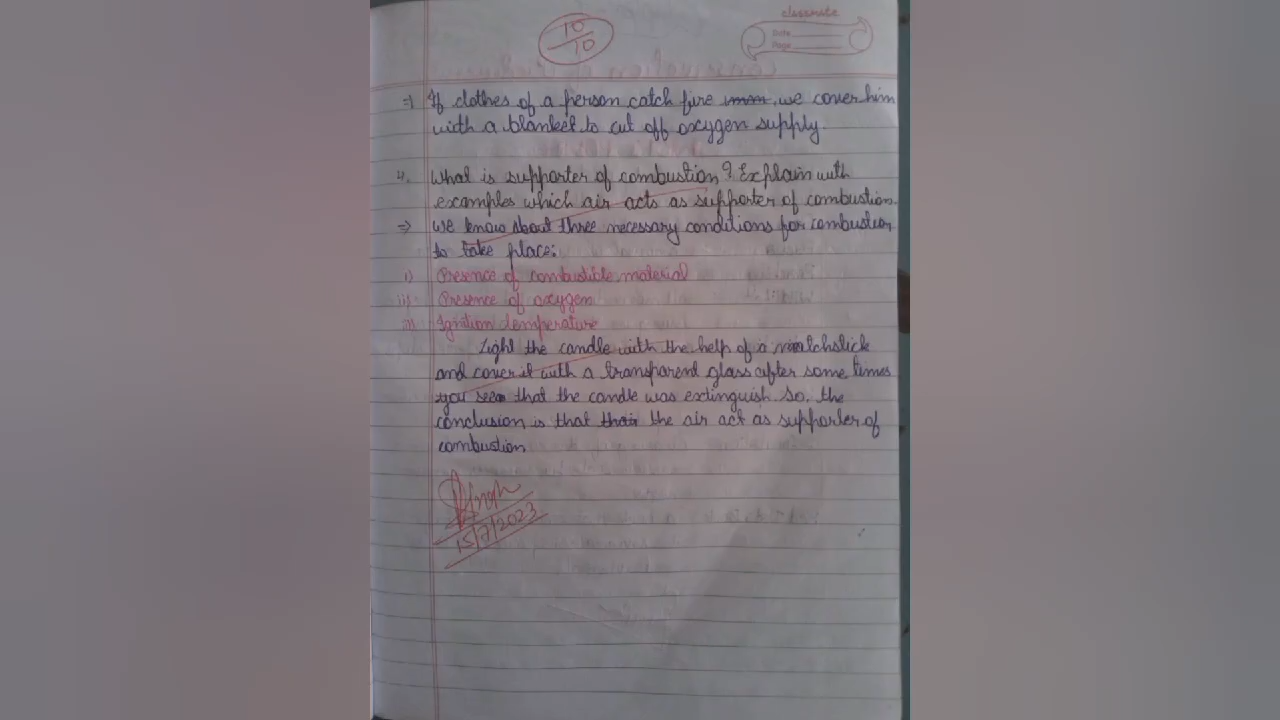 10/10
classmate
Date
Page
⇒ If clothes of a person catch fire , we cover him
with a blanket to cut off oxygen supply.
4. What is supporter of combustion? Explain with
examples which air acts as supporter of combustion.
⇒ We know about three necessary conditions for combustion
to take place:
i) Presence of combustible material
ii) Presence of oxygen
iii) Ignition temperature
Light the candle with the help of a matchstick
and cover it with a transparent glass after some times
you see that the candle was extinguish. So, the
conclusion is that the air act as supporter of
combustion
15/7/2023